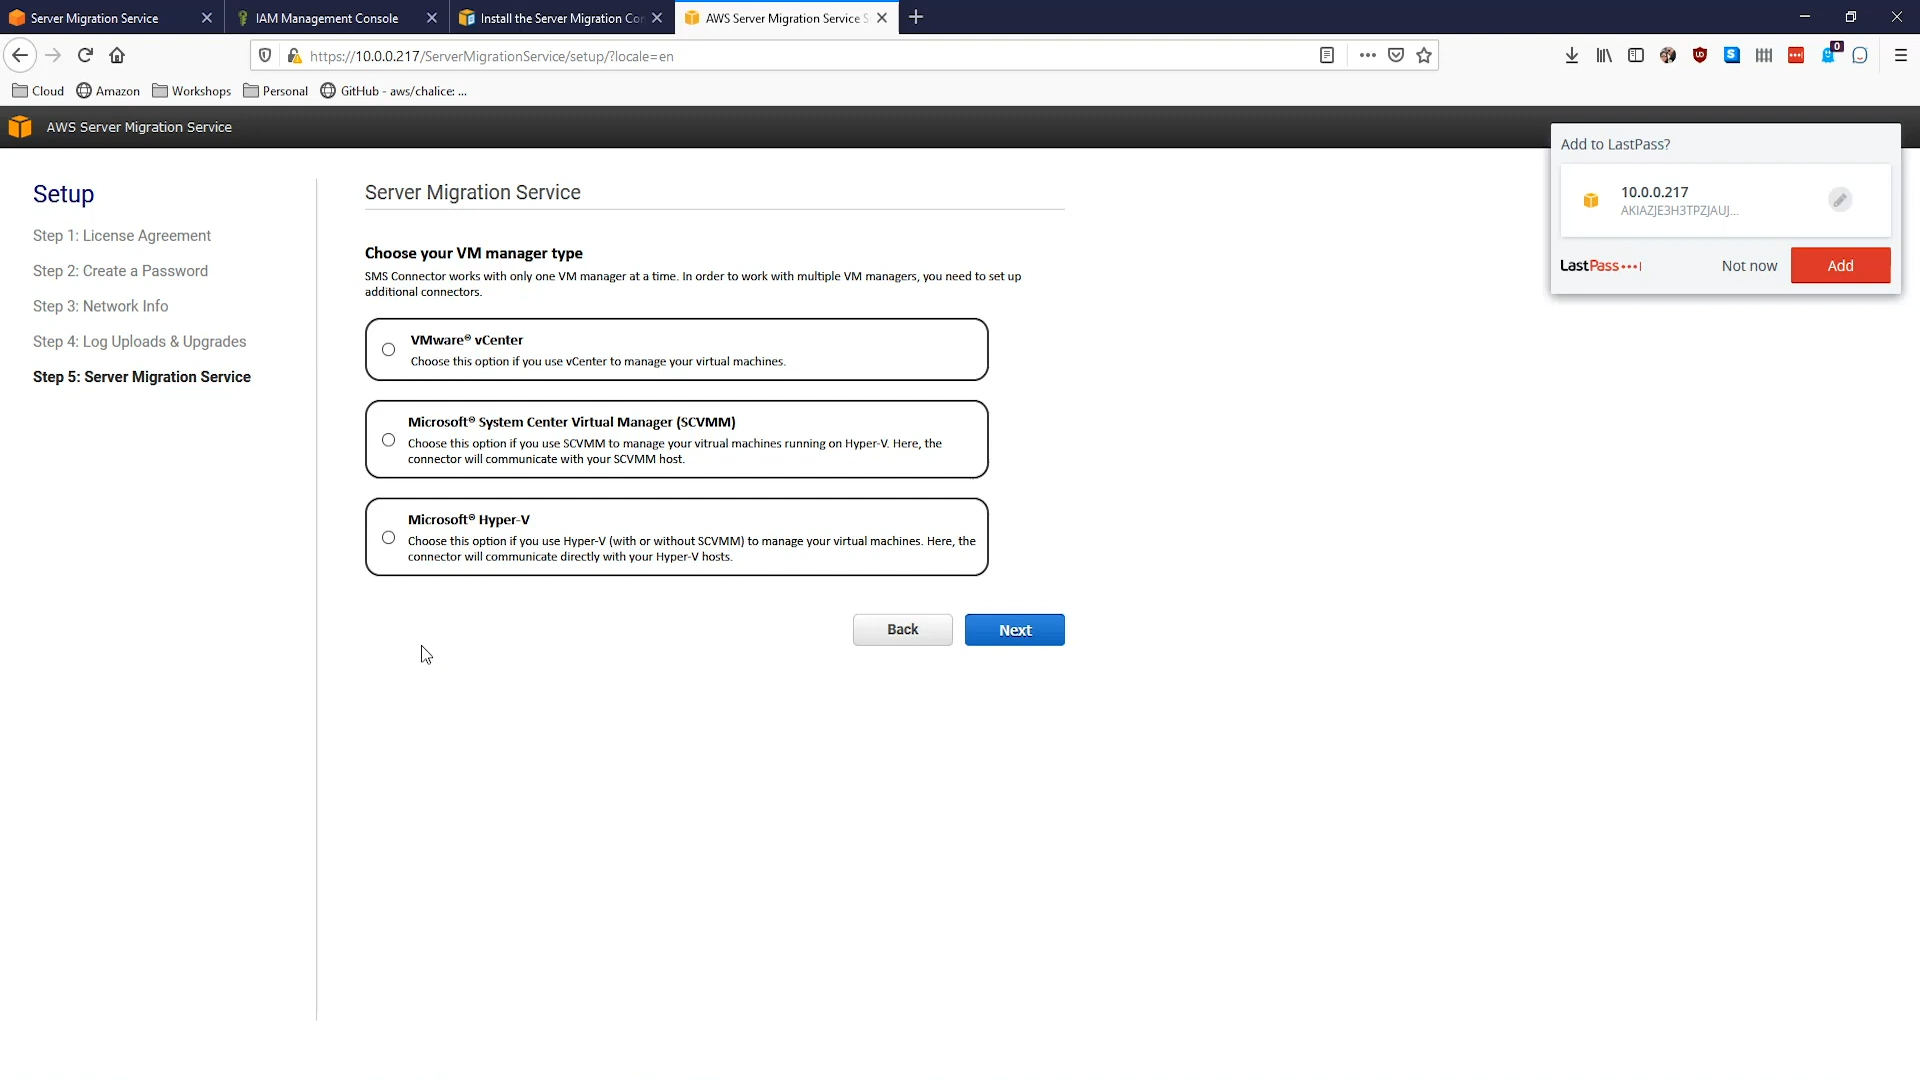 Server Migration Service
IAM Management Console
Install the Server Migration Co
AWS Server Migration Service S
https://10.0.0.217/ServerMigrationService/setup/?locale=en
0
Cloud
Amazon
Workshops
Personal
GitHub - aws/chalice: ...
AWS Server Migration Service
Add to LastPass?
10.0.0.217
AKIAZJE3H3TPZJAUJ...
LastPass
Not now
Add
Setup
Step 1: License Agreement
Step 2: Create a Password
Step 3: Network Info
Step 4: Log Uploads & Upgrades
Step 5: Server Migration Service
Server Migration Service
Choose your VM manager type
SMS Connector works with only one VM manager at a time. In order to work with multiple VM managers, you need to set up
additional connectors.
VMware® vCenter
Choose this option if you use vCenter to manage your virtual machines.
Microsoft® System Center Virtual Manager (SCVMM)
Choose this option if you use SCVMM to manage your vitrual machines running on Hyper-V. Here, the
connector will communicate with your SCVMM host.
Microsoft® Hyper-V
Choose this option if you use Hyper-V (with or without SCVMM) to manage your virtual machines. Here, the
connector will communicate directly with your Hyper-V hosts.
Back
Next